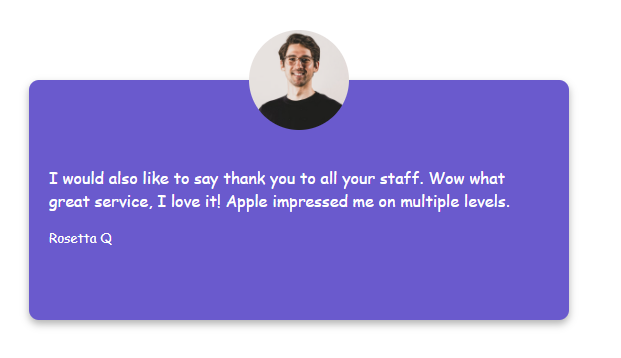 I would also like to say thank you to all your staff. Wow what
great service, I love it! Apple impressed me on multiple levels.
Rosetta Q